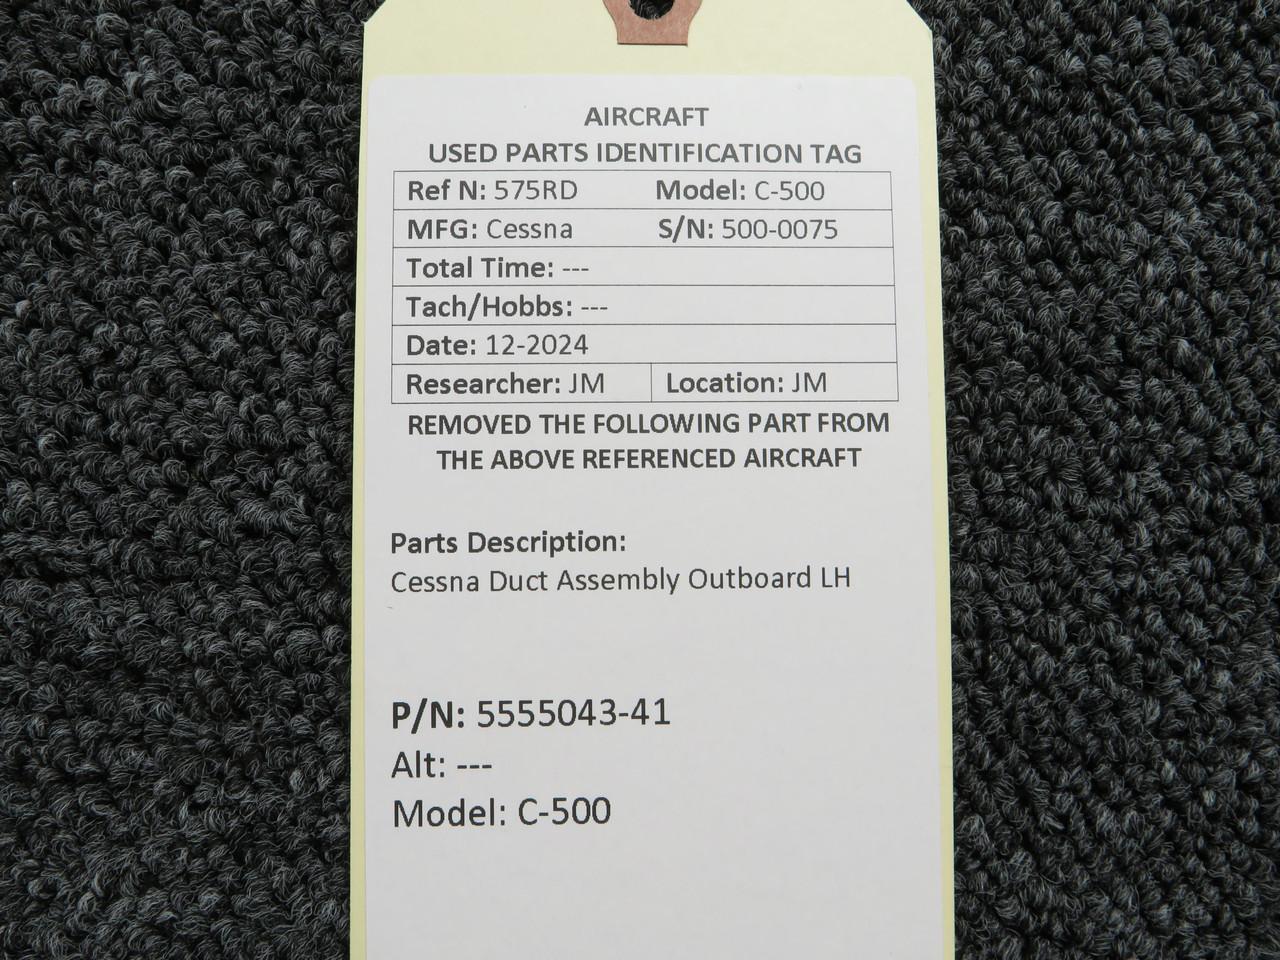 AIRCRAFT
USED PARTS IDENTIFICATION TAG
Ref N: 575RD Model: C-500
MFG: Cessna S/N: 500-0075
Total Time: ---
Tach/Hobbs: ---
Date: 12-2024
Researcher: JM Location: JM
REMOVED THE FOLLOWING PART FROM
THE ABOVE REFERENCED AIRCRAFT
Parts Description:
Cessna Duct Assembly Outboard LH
P/N: 5555043-41
Alt: ---
Model: C-500